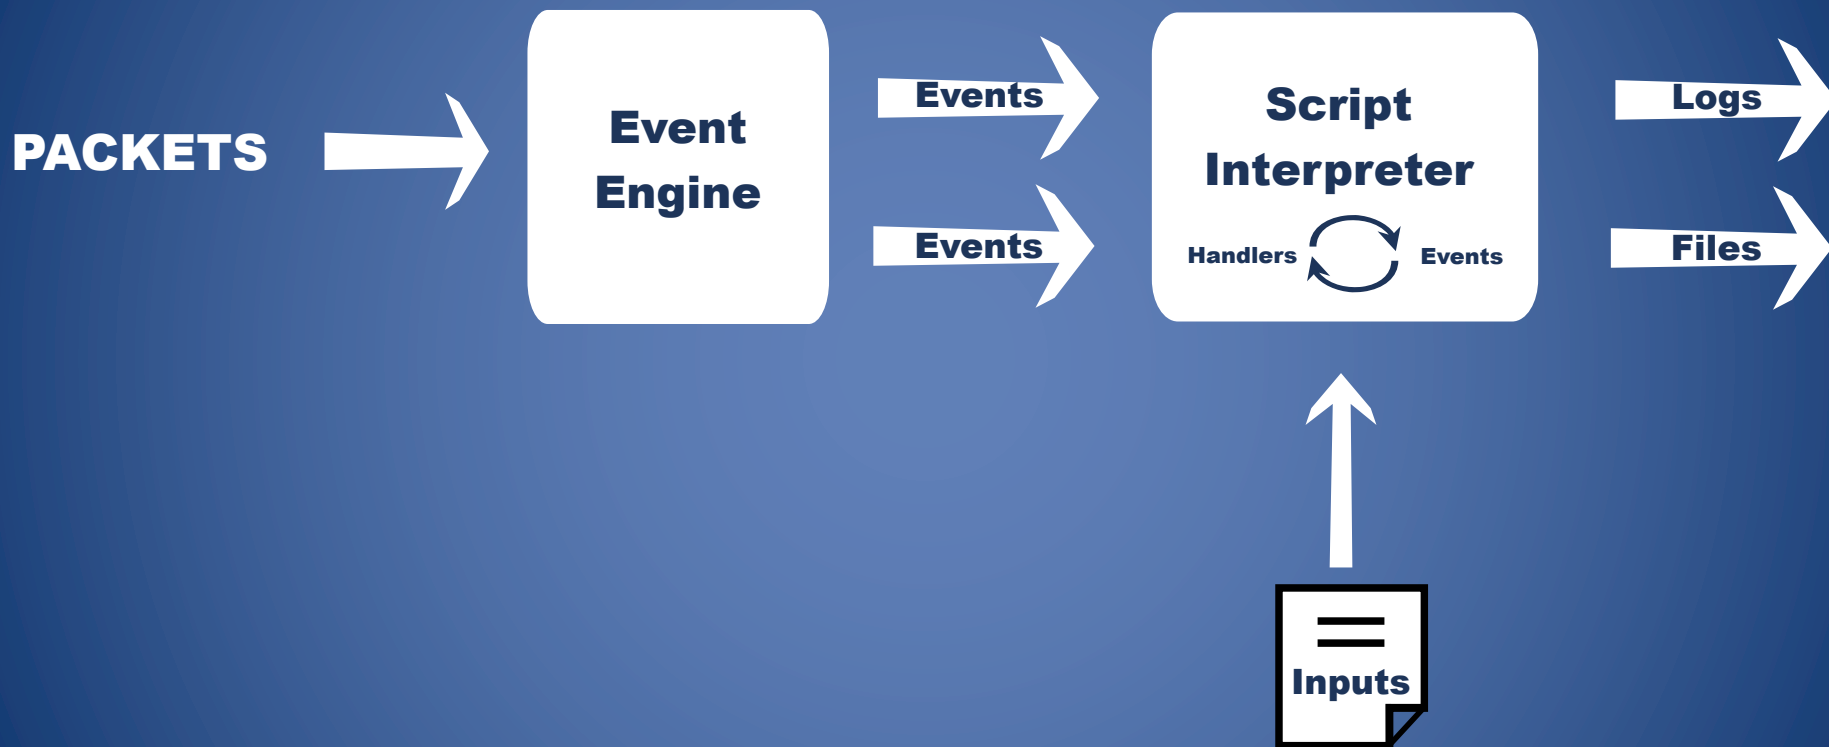 PACKETS
Event
Engine
Events
Events
Script
Interpreter
Handlers
Events
Logs
Files
Inputs